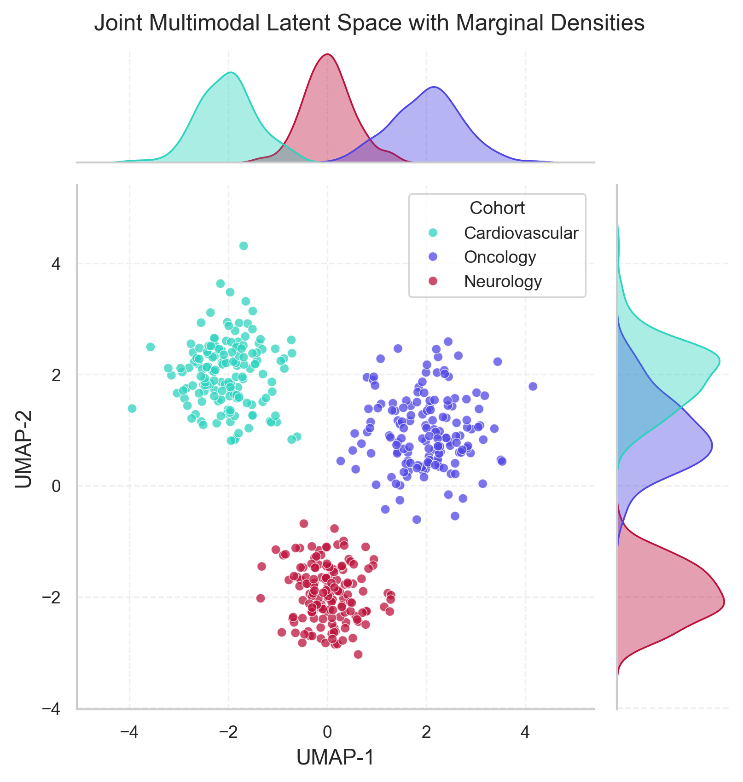 Joint Multimodal Latent Space with Marginal Densities
Cohort
Cardiovascular
Oncology
Neurology
4
2
0
−2
−4
UMAP-2
−4 −2 0 2 4
UMAP-1